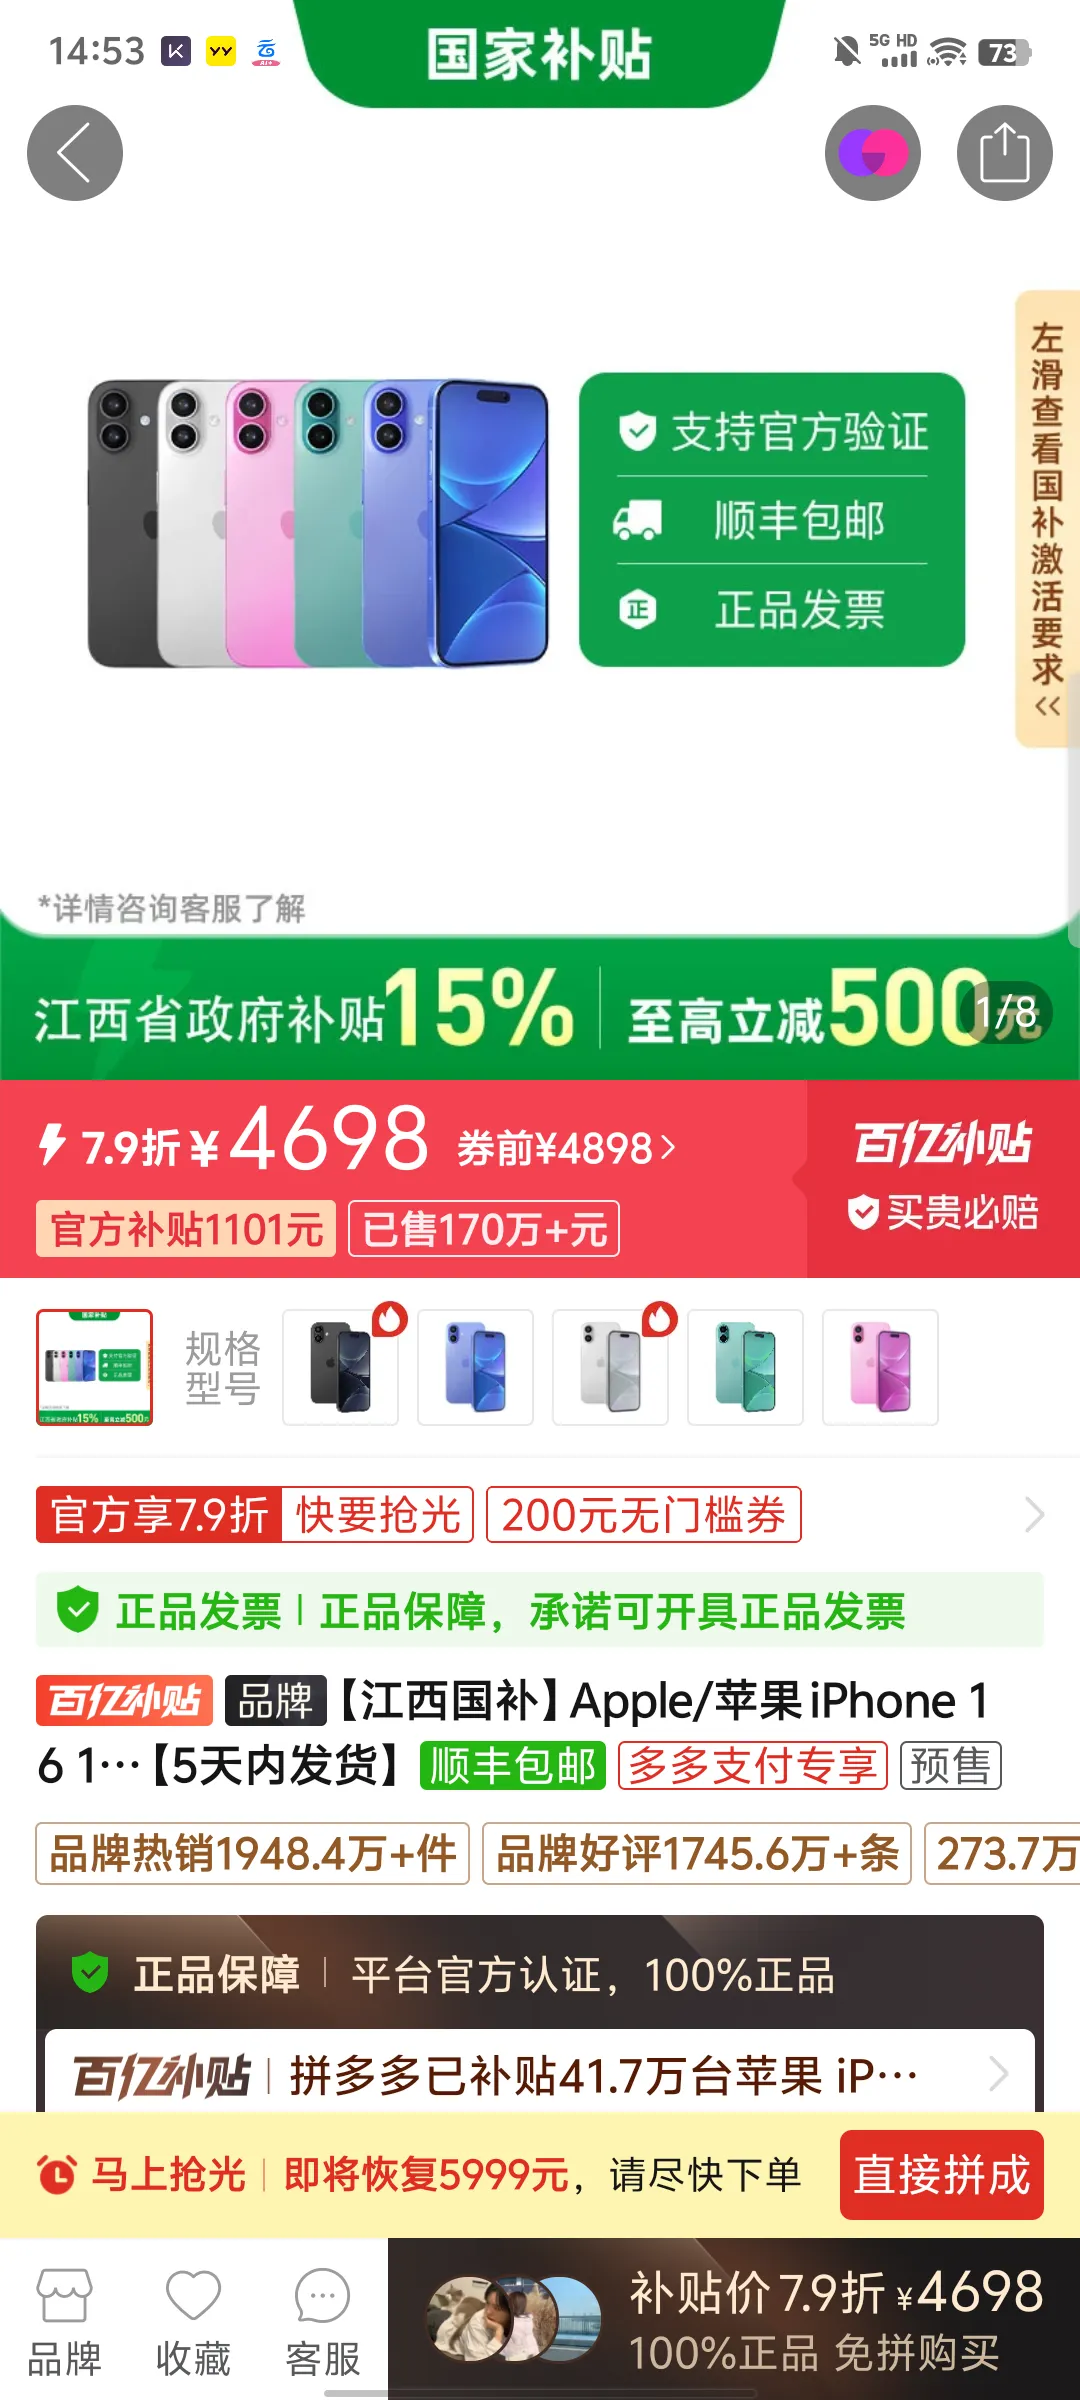 14:53
5G HD
73
国家补贴
左滑查看国补激活要求
支持官方验证
顺丰包邮
正
正品发票
*详情咨询客服了解
江西省政府补贴15%
至高立减500元
1/8
7.9折¥4698 券前¥4898
百亿补贴
官方补贴1101元
已售170万+元
买贵必赔
规格
型号
官方享7.9折
快要抢光
200元无门槛券
正品发票 | 正品保障，承诺可开具正品发票
百亿补贴 品牌【江西国补】Apple/苹果iPhone 1
6 1…【5天内发货】 顺丰包邮 多多支付专享 预售
品牌热销1948.4万+件
品牌好评1745.6万+条
273.7万
正品保障 | 平台官方认证，100%正品
百亿补贴 | 拼多多已补贴41.7万台苹果 iP…
马上抢光 | 即将恢复5999元，请尽快下单
直接拼成
品牌
收藏
客服
补贴价7.9折¥4698
100%正品 免拼购买